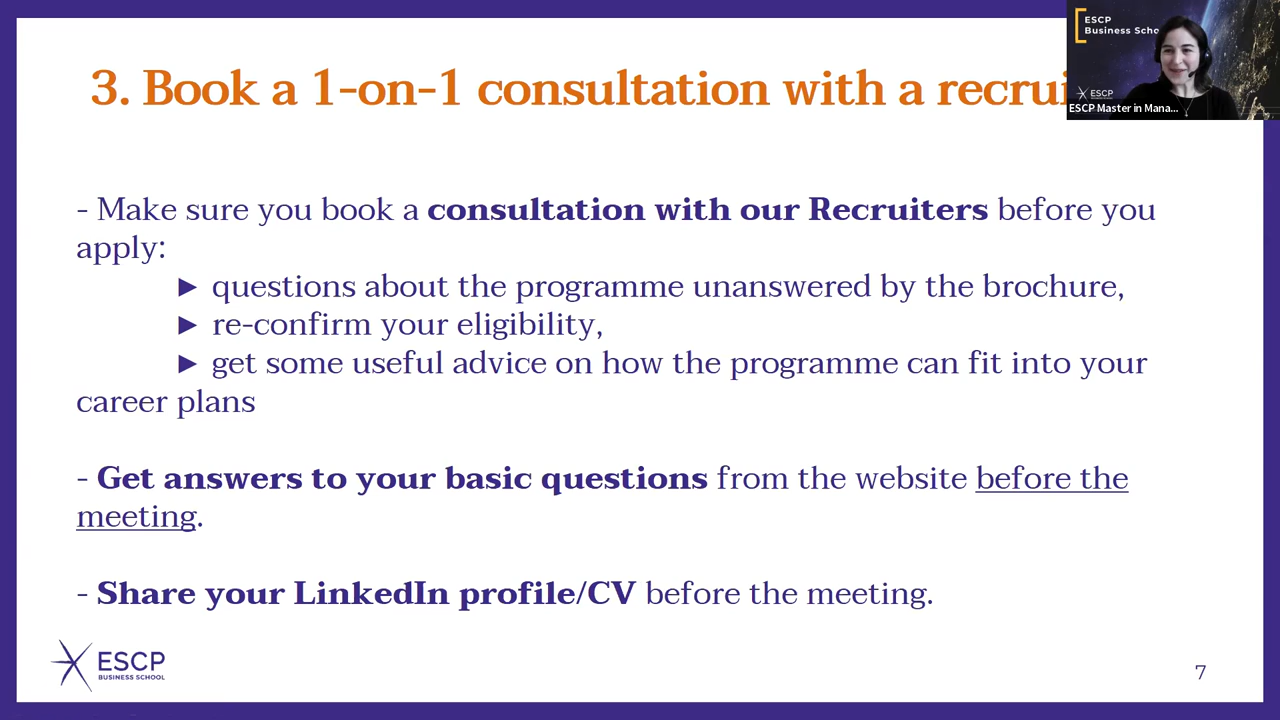 3. Book a 1-on-1 consultation with a
ESCP
Business
ESCP
ESCP Master in Mana...
- Make sure you book a consultation with our Recruiters before you
apply:
► questions about the programme unanswered by the brochure,
► re-confirm your eligibility,
► get some useful advice on how the programme can fit into your
career plans
- Get answers to your basic questions from the website before the
meeting.
- Share your LinkedIn profile/CV before the meeting.
ESCP
BUSINESS SCHOOL
7